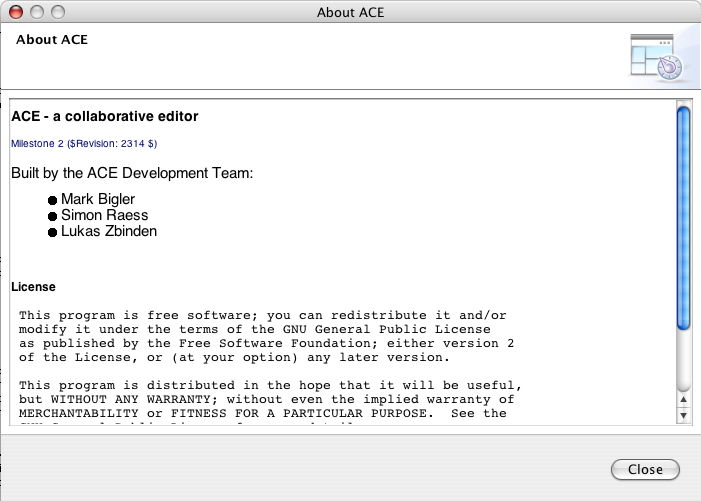 About ACE
About ACE
ACE - a collaborative editor
Milestone 2 ($Revision: 2314 $)
Built by the ACE Development Team:
Mark Bigler
Simon Raess
Lukas Zbinden
License
This program is free software; you can redistribute it and/or
modify it under the terms of the GNU General Public License
as published by the Free Software Foundation; either version 2
of the License, or (at your option) any later version.
This program is distributed in the hope that it will be useful,
but WITHOUT ANY WARRANTY; without even the implied warranty of
MERCHANTABILITY or FITNESS FOR A PARTICULAR PURPOSE.  See the
Close